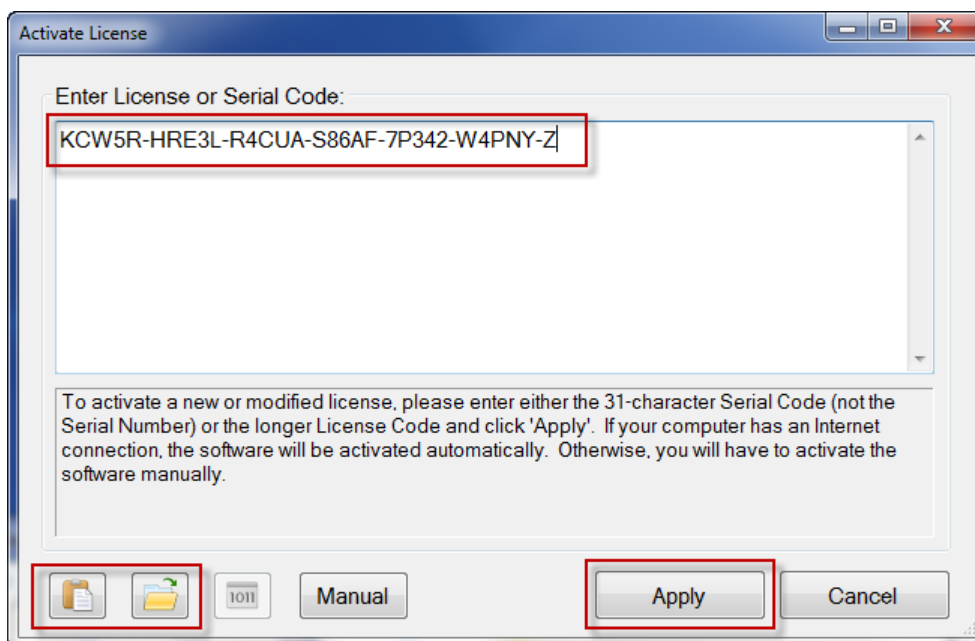 Activate License
Enter License or Serial Code:
KCW5R-HRE3L-R4CUA-S86AF-7P342-W4PNY-Z
To activate a new or modified license, please enter either the 31-character Serial Code (not the
Serial Number) or the longer License Code and click 'Apply'.  If your computer has an Internet
connection, the software will be activated automatically.  Otherwise, you will have to activate the
software manually.
1011
Manual
Apply
Cancel